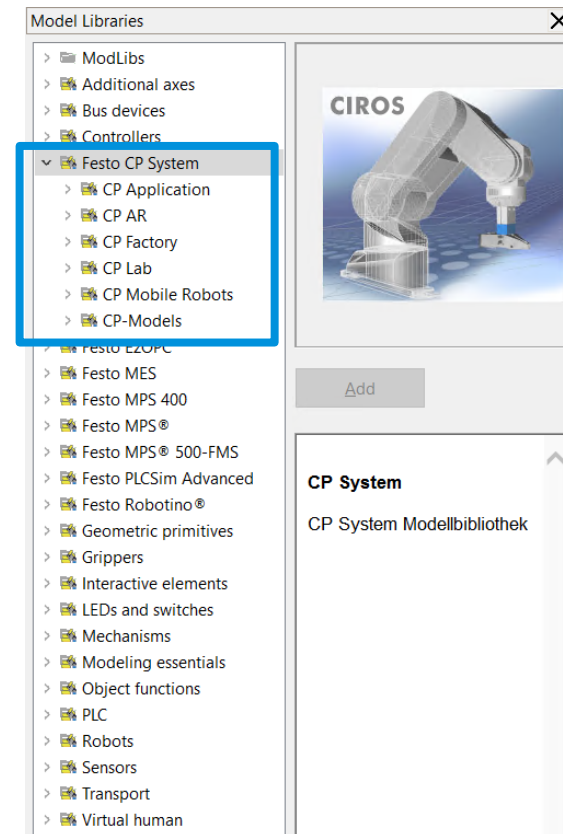 Model Libraries
ModLibs
Additional axes
Bus devices
Controllers
Festo CP System
CP Application
CP AR
CP Factory
CP Lab
CP Mobile Robots
CP-Models
Festo EzOPC
Festo MES
Festo MPS 400
Festo MPS®
Festo MPS® 500-FMS
Festo PLCSim Advanced
Festo Robotino®
Geometric primitives
Grippers
Interactive elements
LEDs and switches
Mechanisms
Modeling essentials
Object functions
PLC
Robots
Sensors
Transport
Virtual human
CIROS
Add
CP System
CP System Modellbibliothek